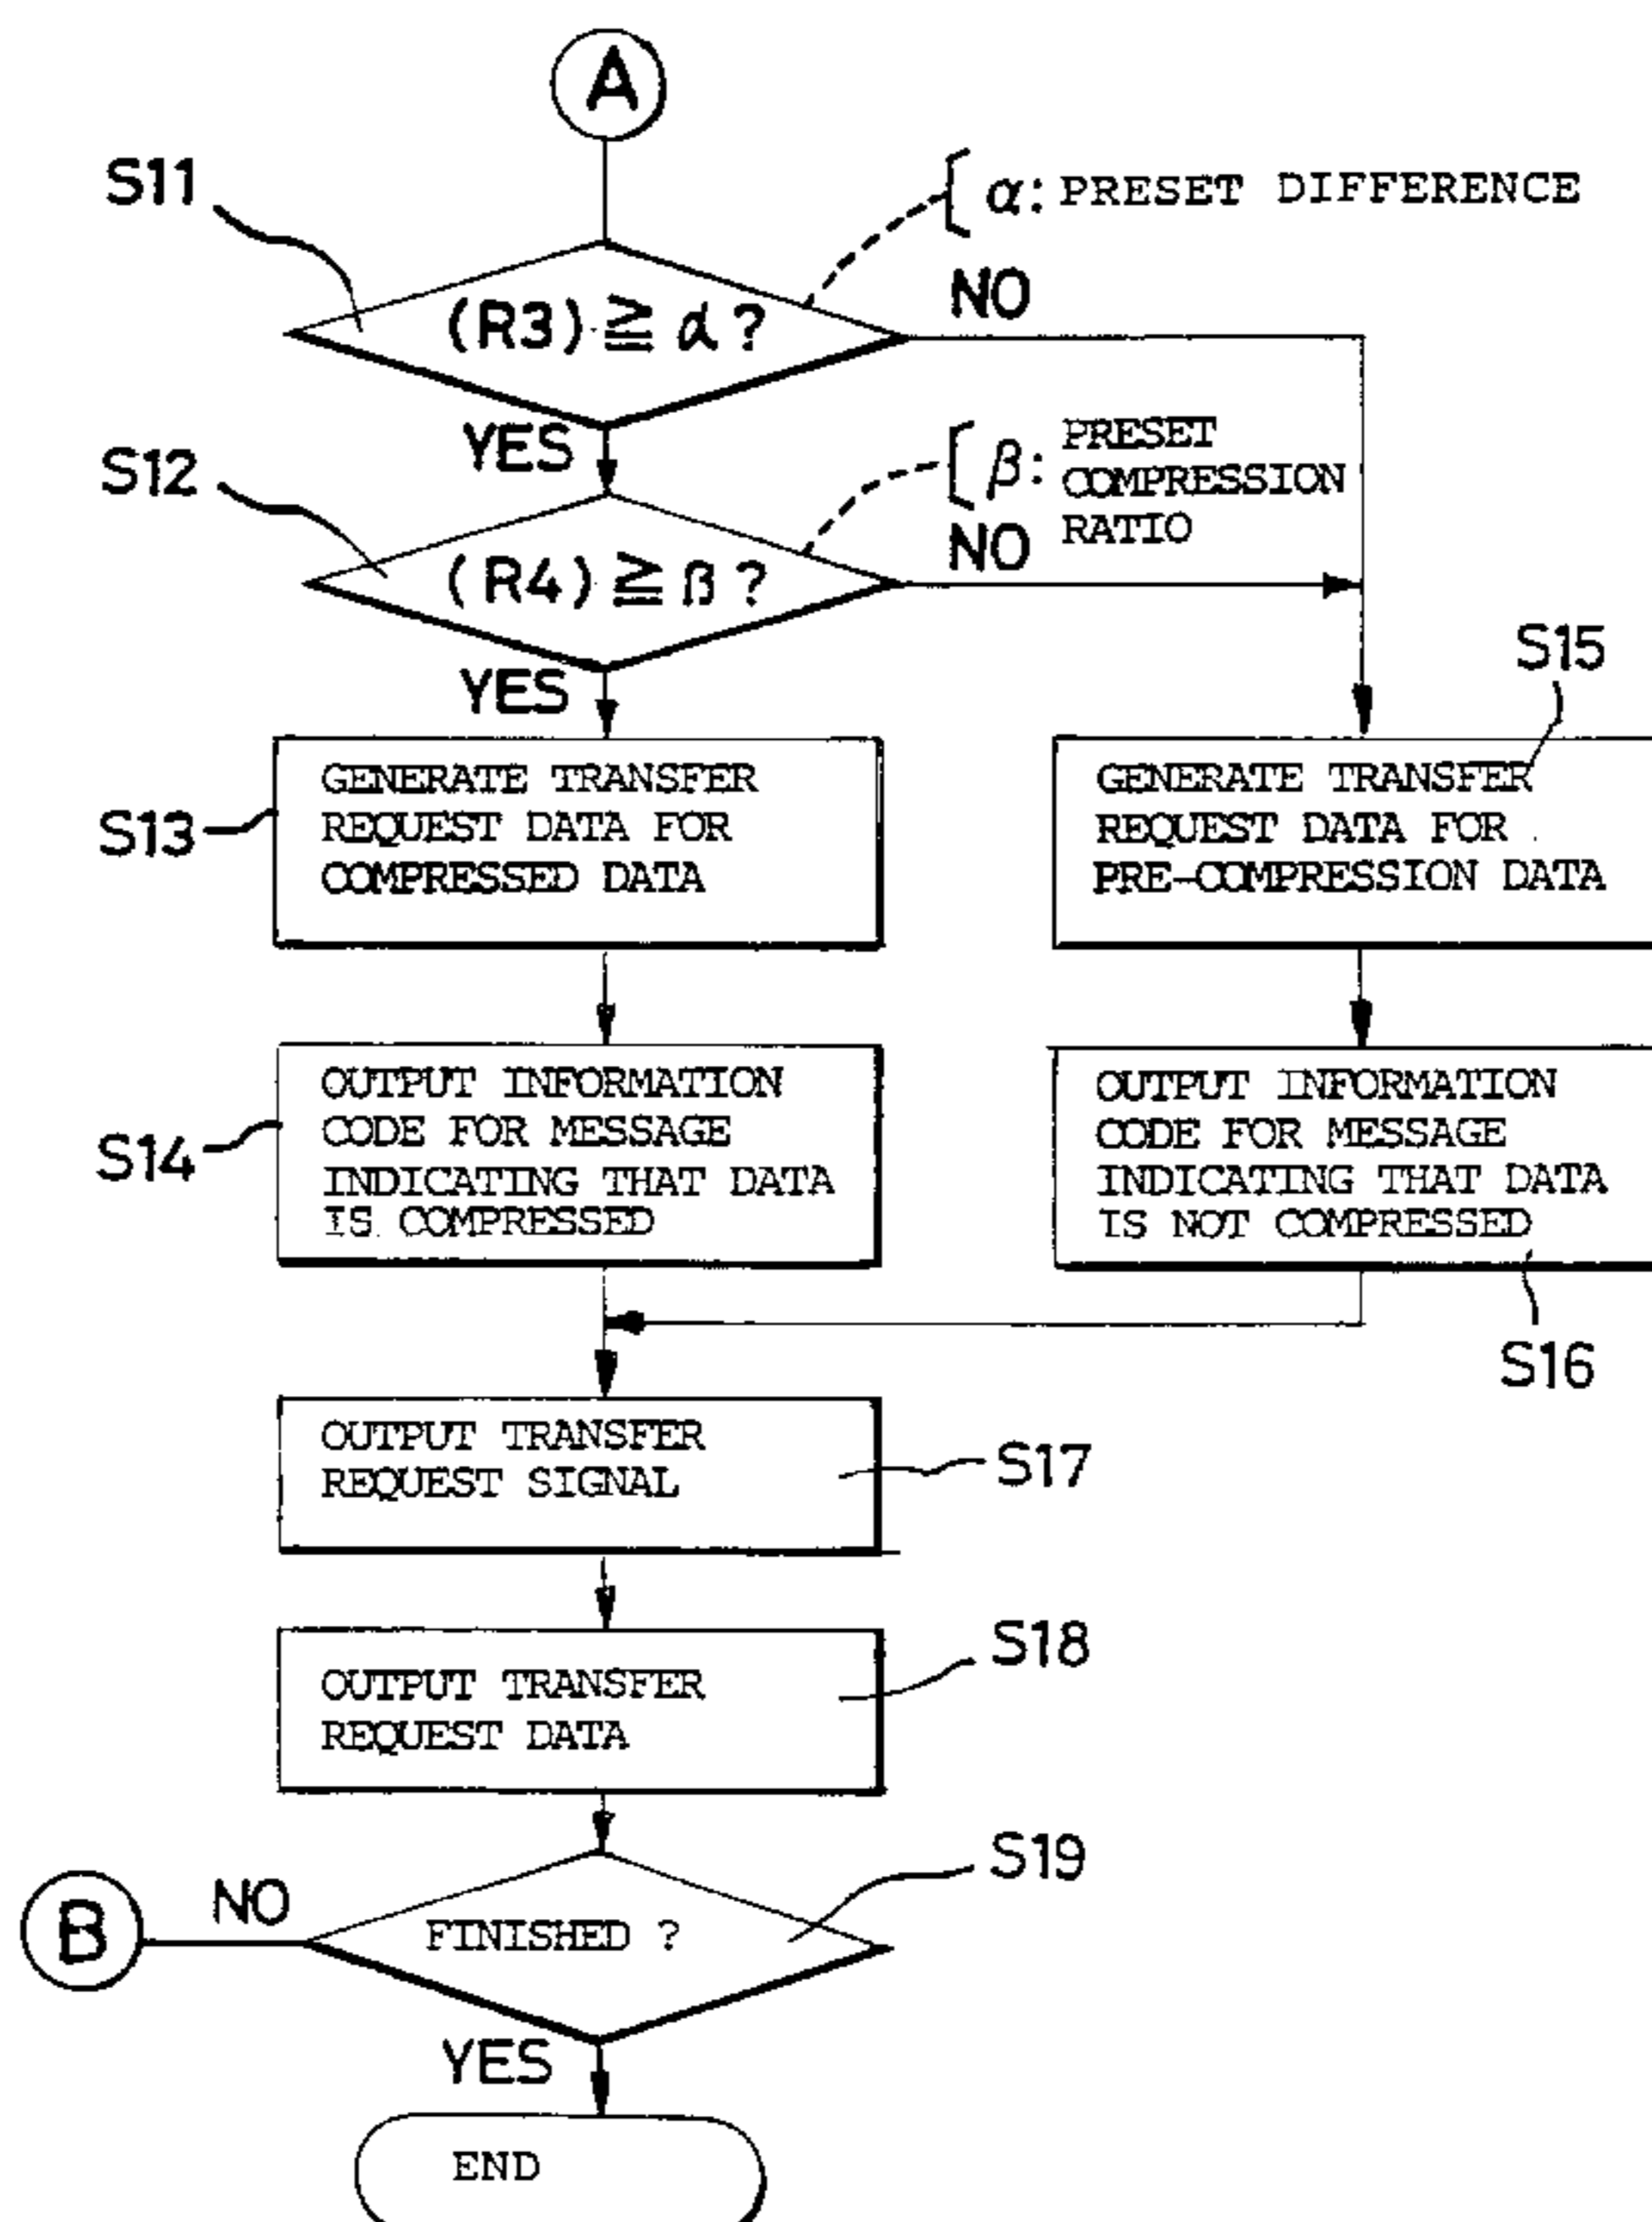 A
S11
α: PRESET DIFFERENCE
(R3) ≧ α ?
NO
YES
S12
β: PRESET
COMPRESSION
RATIO
(R4) ≧ β ?
NO
YES
S13
GENERATE TRANSFER
REQUEST DATA FOR
COMPRESSED DATA
S15
GENERATE TRANSFER
REQUEST DATA FOR
PRE-COMPRESSION DATA
S14
OUTPUT INFORMATION
CODE FOR MESSAGE
INDICATING THAT DATA
IS COMPRESSED
OUTPUT INFORMATION
CODE FOR MESSAGE
INDICATING THAT DATA
IS NOT COMPRESSED
S16
OUTPUT TRANSFER
REQUEST SIGNAL
S17
OUTPUT TRANSFER
REQUEST DATA
S18
S19
B
NO
FINISHED ?
YES
END